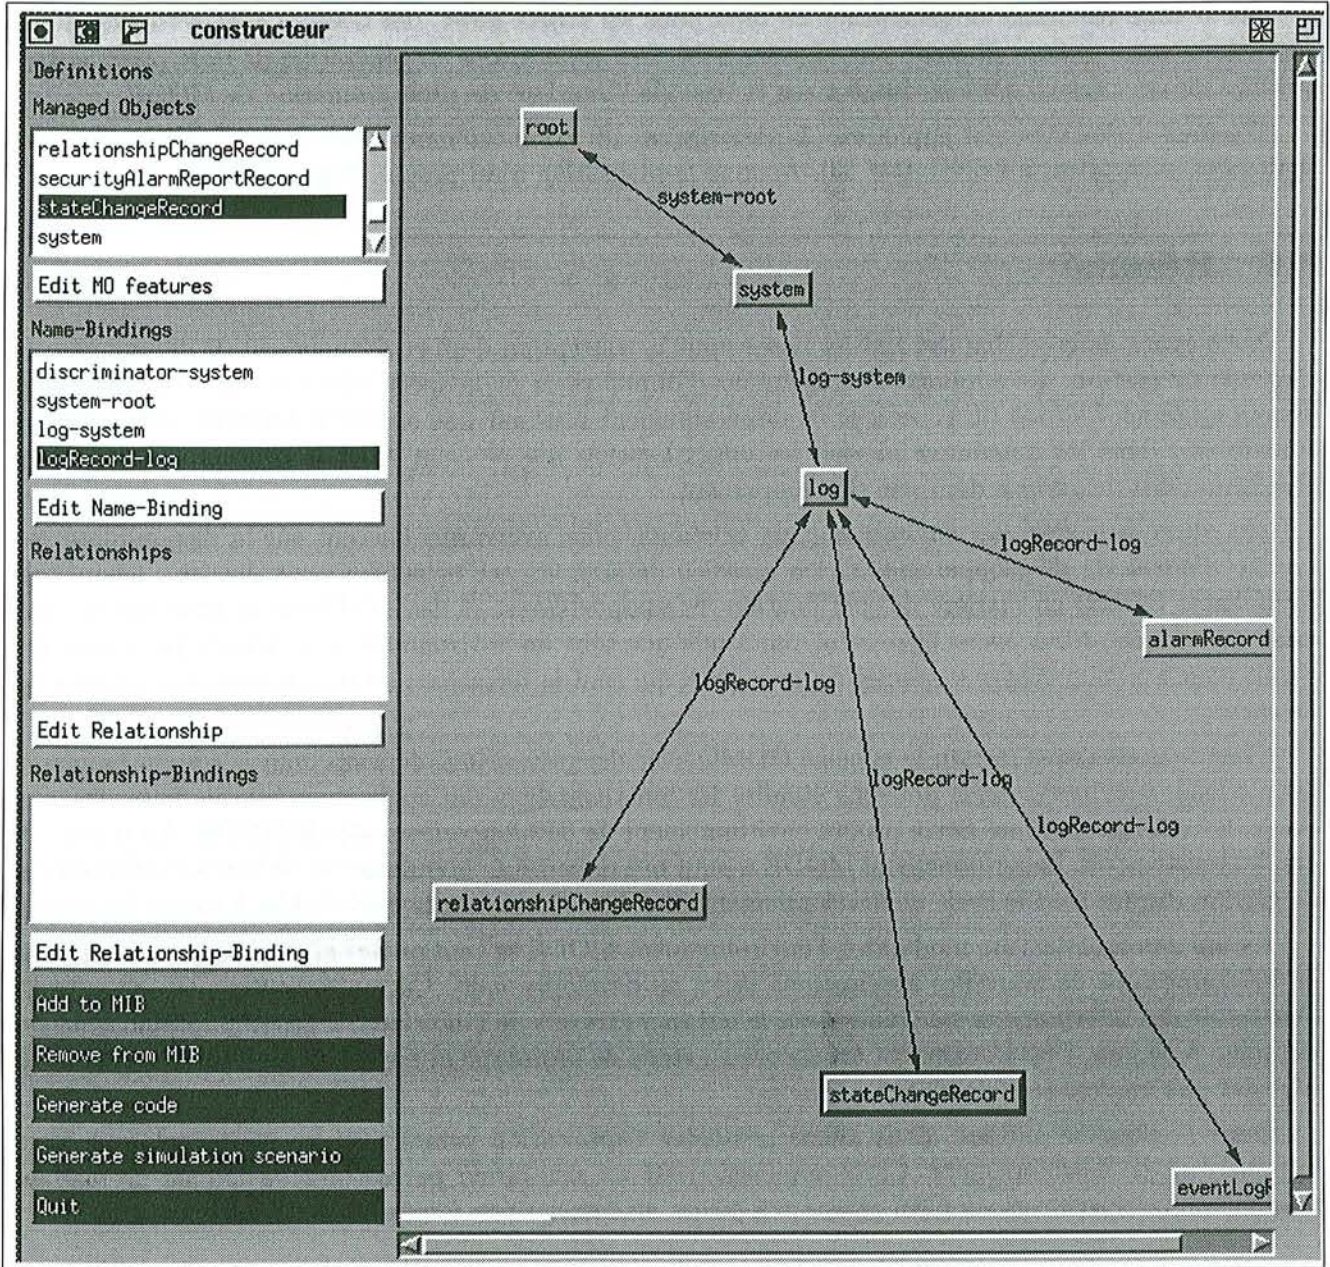 constructeur
Definitions
Managed Objects
relationshipChangeRecord
securityAlarmReportRecord
stateChangeRecord
system
Edit MO features
Name-Bindings
discriminator-system
system-root
log-system
logRecord-log
Edit Name-Binding
Relationships
Edit Relationship
Relationship-Bindings
Edit Relationship-Binding
Add to MIB
Remove from MIB
Generate code
Generate simulation scenario
Quit
root
system-root
system
log-system
log
logRecord-log
alarmRecord
logRecord-log
logRecord-log
logRecord-log
relationshipChangeRecord
stateChangeRecord
eventLogR